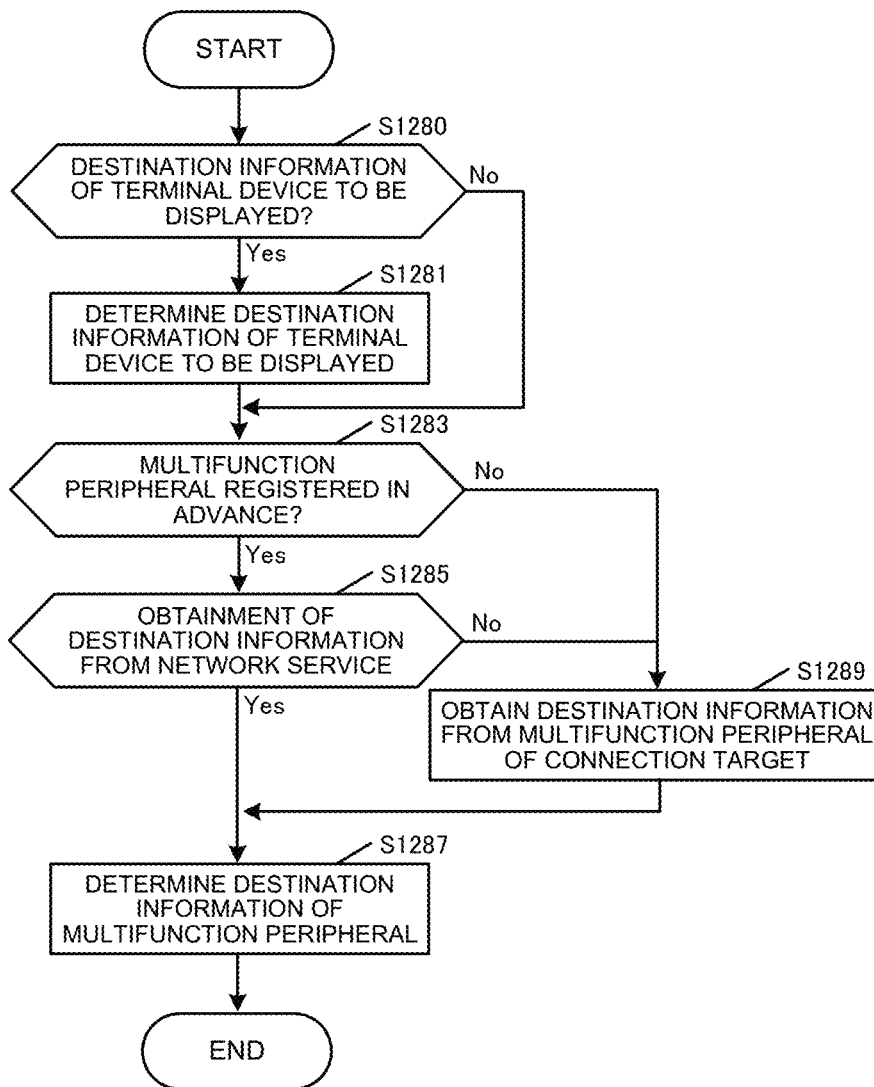 START
S1280
DESTINATION INFORMATION
OF TERMINAL DEVICE TO BE
DISPLAYED?
No
Yes
S1281
DETERMINE DESTINATION
INFORMATION OF TERMINAL
DEVICE TO BE DISPLAYED
S1283
MULTIFUNCTION
PERIPHERAL REGISTERED IN
ADVANCE?
No
Yes
S1285
OBTAINMENT OF
DESTINATION INFORMATION
FROM NETWORK SERVICE
No
Yes
S1289
OBTAIN DESTINATION INFORMATION
FROM MULTIFUNCTION PERIPHERAL
OF CONNECTION TARGET
S1287
DETERMINE DESTINATION
INFORMATION OF
MULTIFUNCTION PERIPHERAL
END